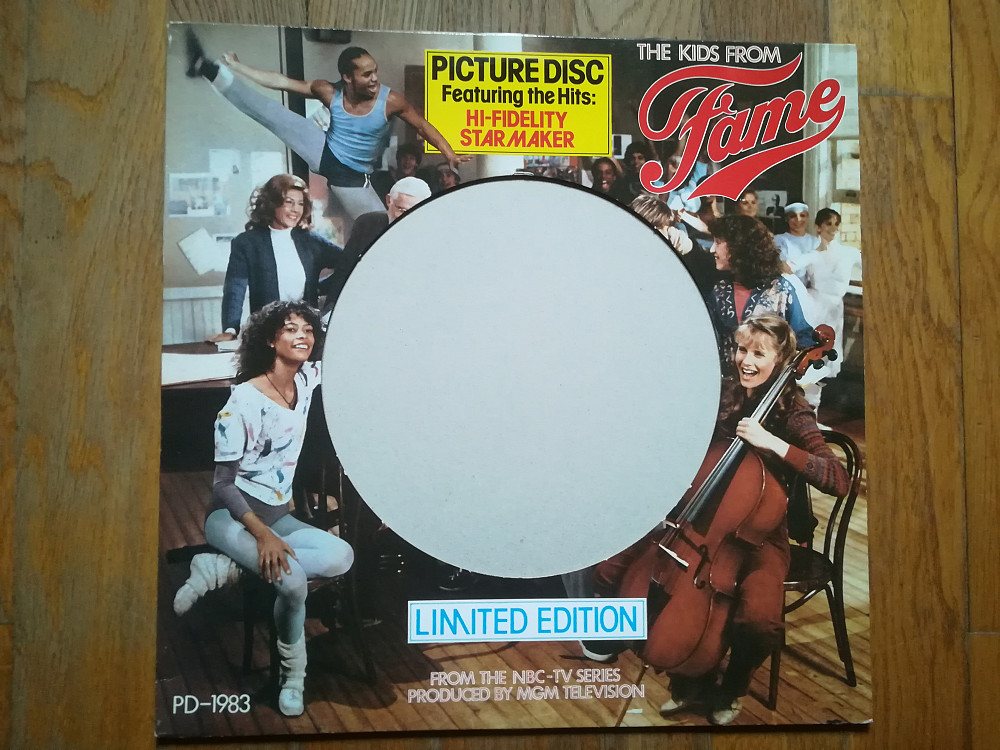 PICTURE DISC
Featuring the Hits:
HI-FIDELITY
STARMAKER
THE KIDS FROM
Fame
LIMITED EDITION
FROM THE NBC-TV SERIES
PRODUCED BY MGM TELEVISION
PD-1983